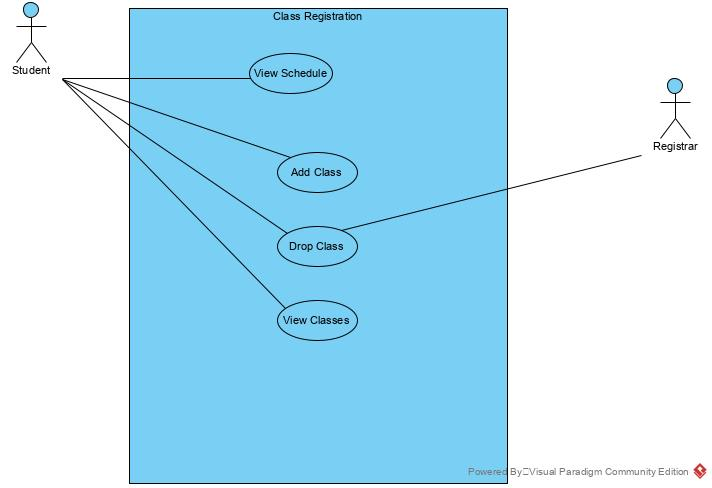 Class Registration
Student
View Schedule
Registrar
Add Class
Drop Class
View Classes
Powered By Visual Paradigm Community Edition